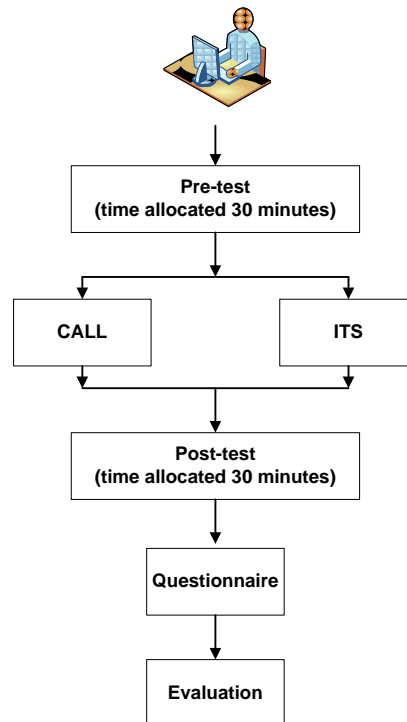 Pre-test
(time allocated 30 minutes)
CALL
ITS
Post-test
(time allocated 30 minutes)
Questionnaire
Evaluation